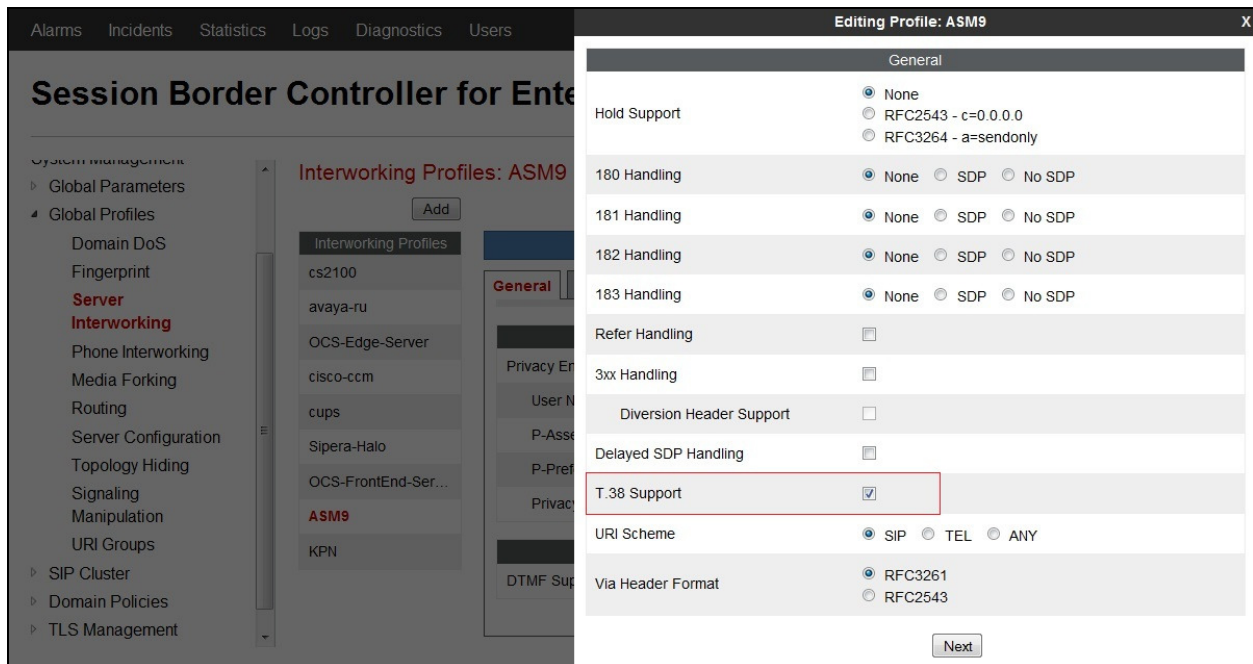 Alarms Incidents Statistics Logs Diagnostics Users
Session Border Controller for Ente
System Management
Global Parameters
Global Profiles
Domain DoS
Fingerprint
Server
Interworking
Phone Interworking
Media Forking
Routing
Server Configuration
Topology Hiding
Signaling
Manipulation
URI Groups
SIP Cluster
Domain Policies
TLS Management
Interworking Profiles: ASM9
Add
Interworking Profiles
cs2100
avaya-ru
OCS-Edge-Server
cisco-ccm
cups
Sipera-Halo
OCS-FrontEnd-Ser...
ASM9
KPN
General
Privacy En
User N
P-Asse
P-Pref
Privac
DTMF Sup
Editing Profile: ASM9 X
General
Hold Support
None
RFC2543 - c=0.0.0.0
RFC3264 - a=sendonly
180 Handling None SDP No SDP
181 Handling None SDP No SDP
182 Handling None SDP No SDP
183 Handling None SDP No SDP
Refer Handling
3xx Handling
Diversion Header Support
Delayed SDP Handling
T.38 Support
URI Scheme SIP TEL ANY
Via Header Format
RFC3261
RFC2543
Next